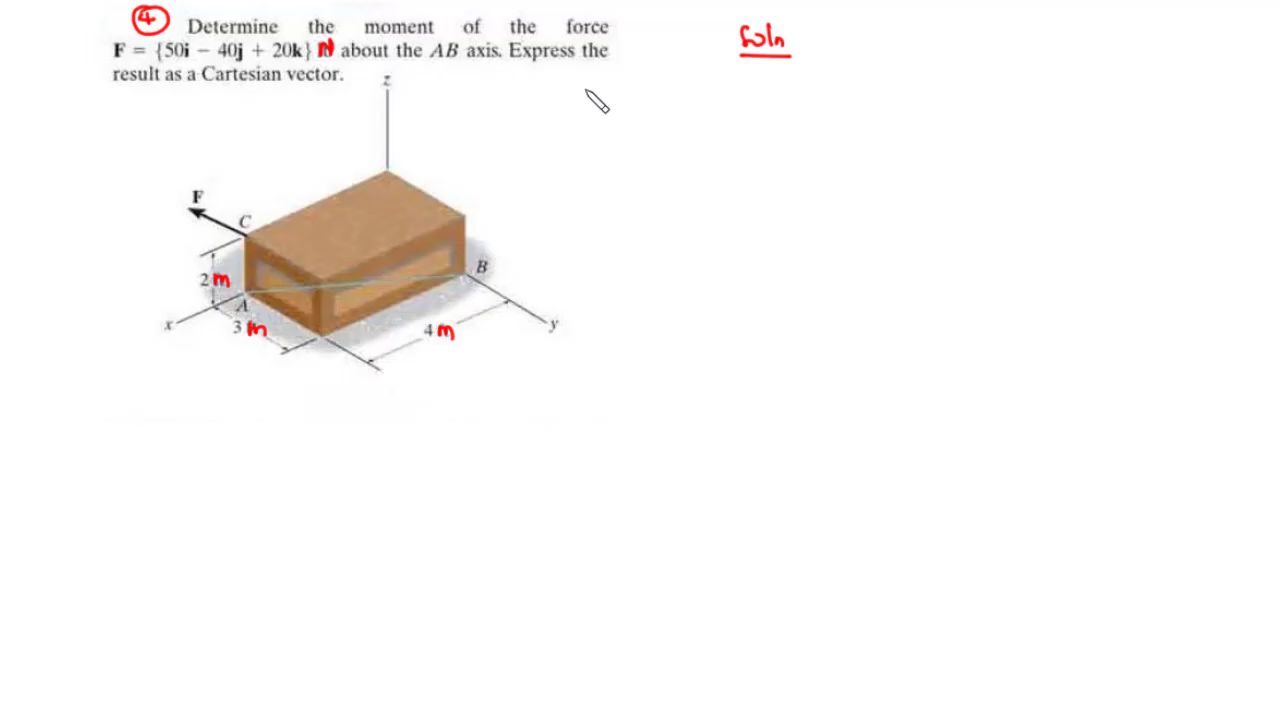 ④ Determine the moment of the force
F = {50i − 40j + 20k} N about the AB axis. Express the
result as a Cartesian vector.
Soln
z
F
C
B
2 m
A
x
3 m
4 m
y